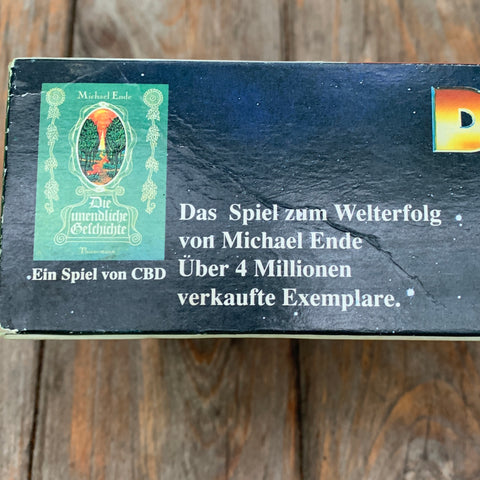 Michael Ende
Die
unendliche
Geschichte
Thienemann
Ein Spiel von CBD
Das Spiel zum Welterfolg
von Michael Ende
Über 4 Millionen
verkaufte Exemplare.
D